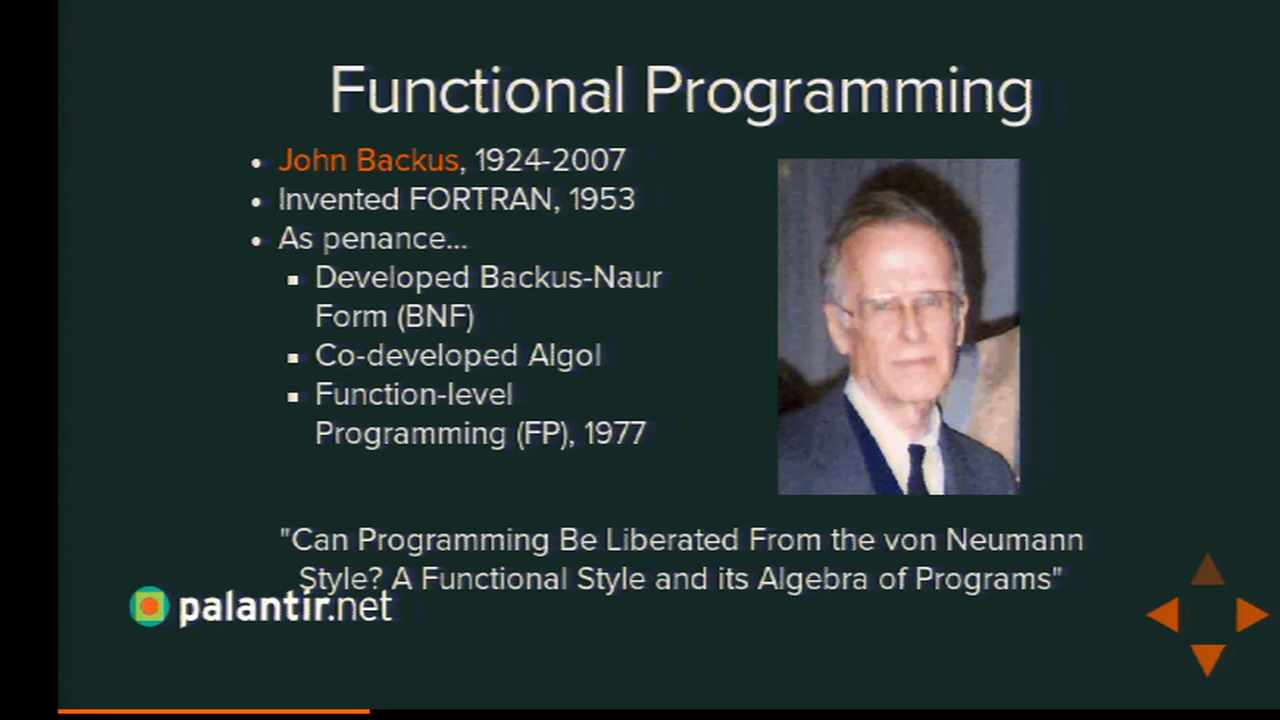 Functional Programming
• John Backus, 1924-2007
• Invented FORTRAN, 1953
• As penance...
▪ Developed Backus-Naur
Form (BNF)
▪ Co-developed Algol
▪ Function-level
Programming (FP), 1977
"Can Programming Be Liberated From the von Neumann
Style? A Functional Style and its Algebra of Programs"
palantir.net